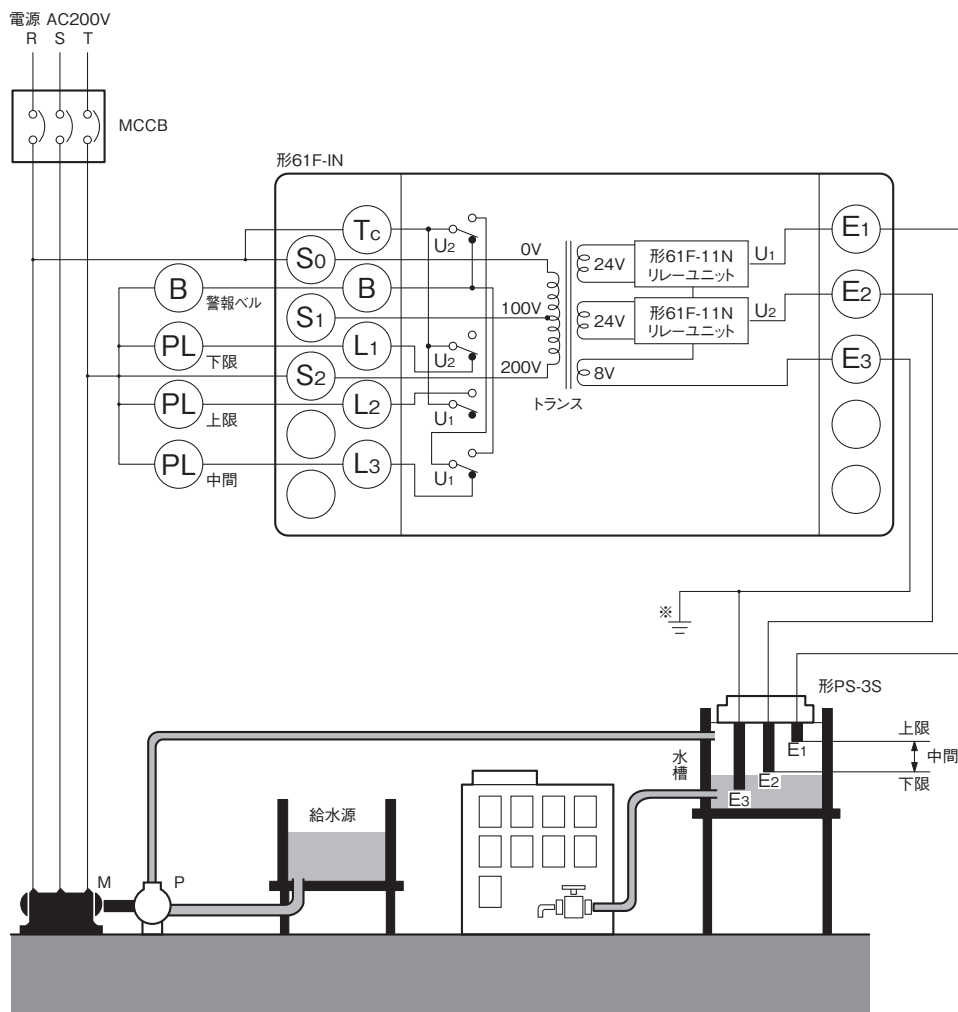 電源 AC200V
R S T
MCCB
形61F-IN
Tc
S0
B
警報ベル
B
S1
PL
下限
L1
S2
PL
上限
L2
PL
中間
L3
U2
U2
U1
U1
0V
100V
200V
トランス
24V
24V
8V
形61F-11N
リレーユニット
U1
形61F-11N
リレーユニット
U2
E1
E2
E3
※
形PS-3S
水槽
E1
E2
E3
上限
中間
下限
給水源
M
P